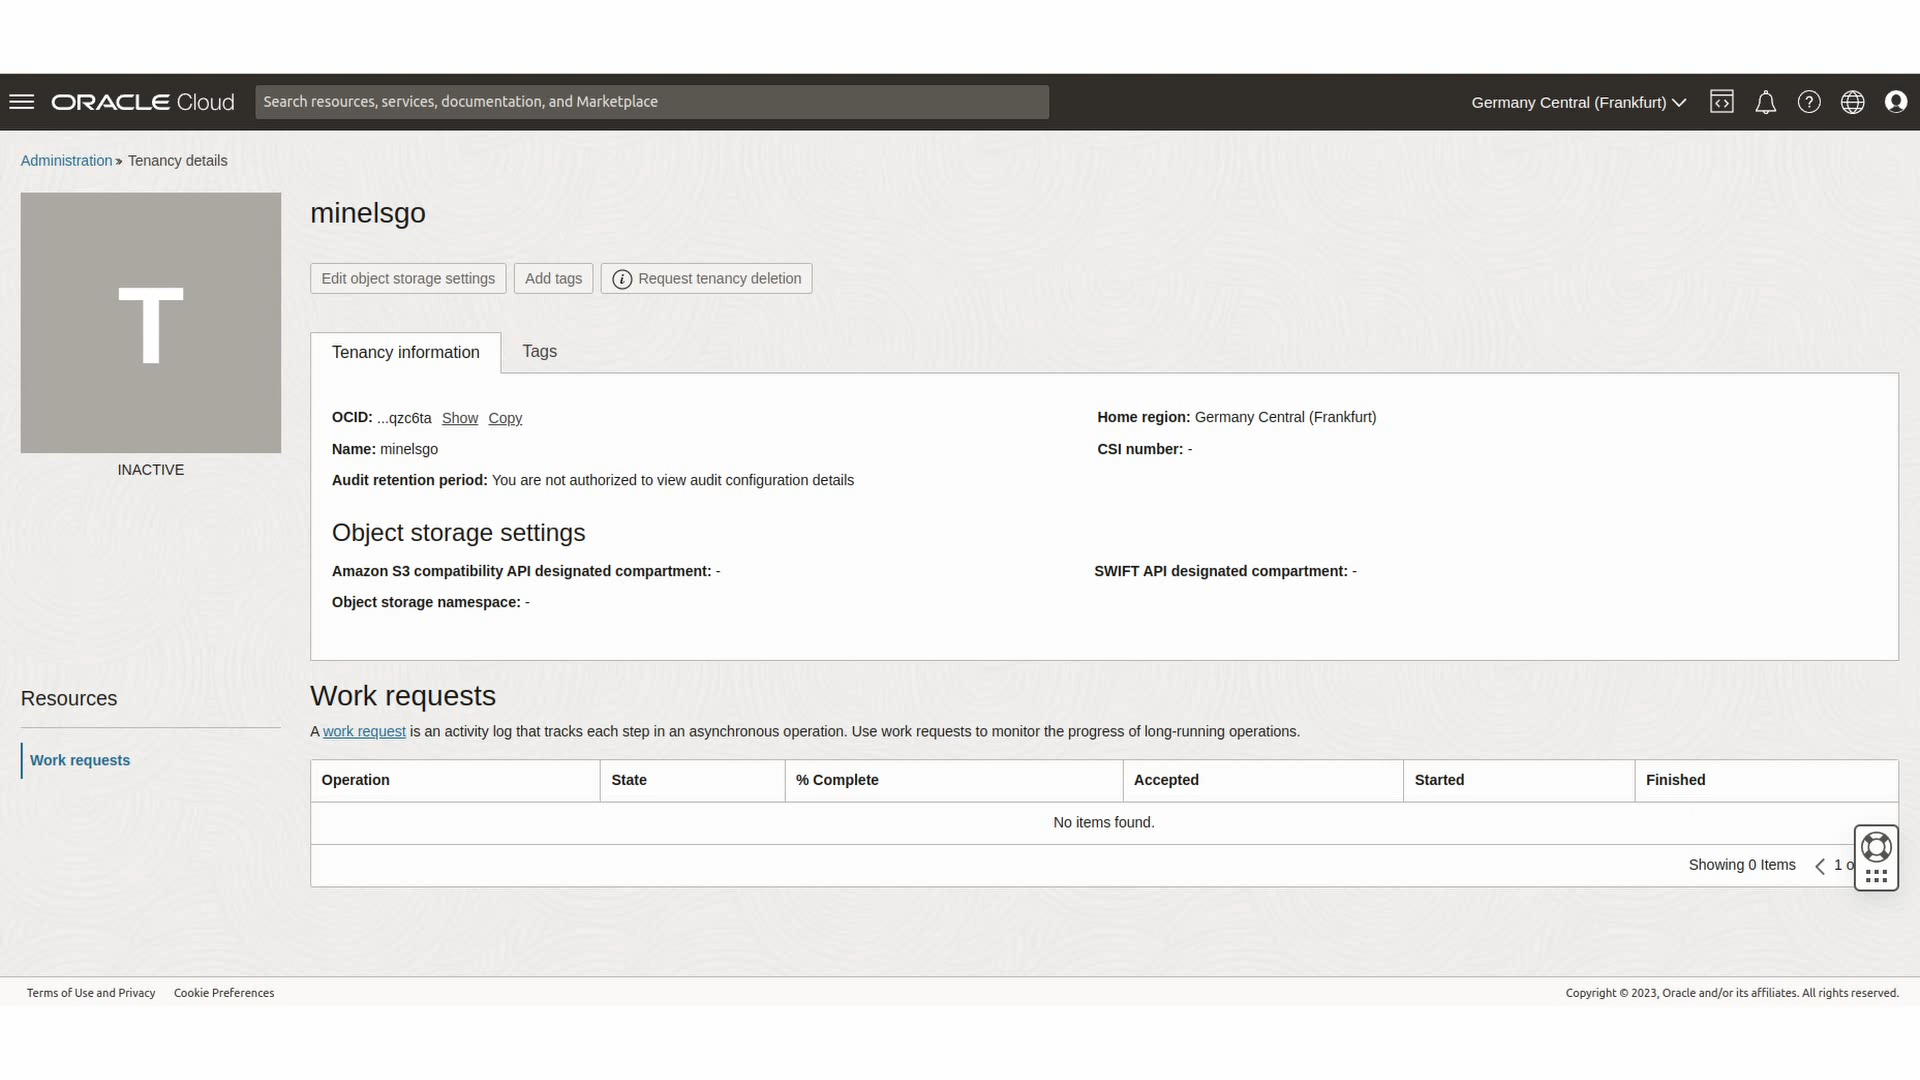 ORACLE Cloud
Search resources, services, documentation, and Marketplace
Germany Central (Frankfurt)
Administration » Tenancy details
T
INACTIVE
minelsgo
Edit object storage settings
Add tags
Request tenancy deletion
Tenancy information
Tags
OCID: ...qzc6ta Show Copy
Home region: Germany Central (Frankfurt)
Name: minelsgo
CSI number: -
Audit retention period: You are not authorized to view audit configuration details
Object storage settings
Amazon S3 compatibility API designated compartment: -
SWIFT API designated compartment: -
Object storage namespace: -
Resources
Work requests
Work requests
A work request is an activity log that tracks each step in an asynchronous operation. Use work requests to monitor the progress of long-running operations.
Operation State % Complete Accepted Started Finished
No items found.
Showing 0 Items 1
Terms of Use and Privacy Cookie Preferences
Copyright © 2023, Oracle and/or its affiliates. All rights reserved.